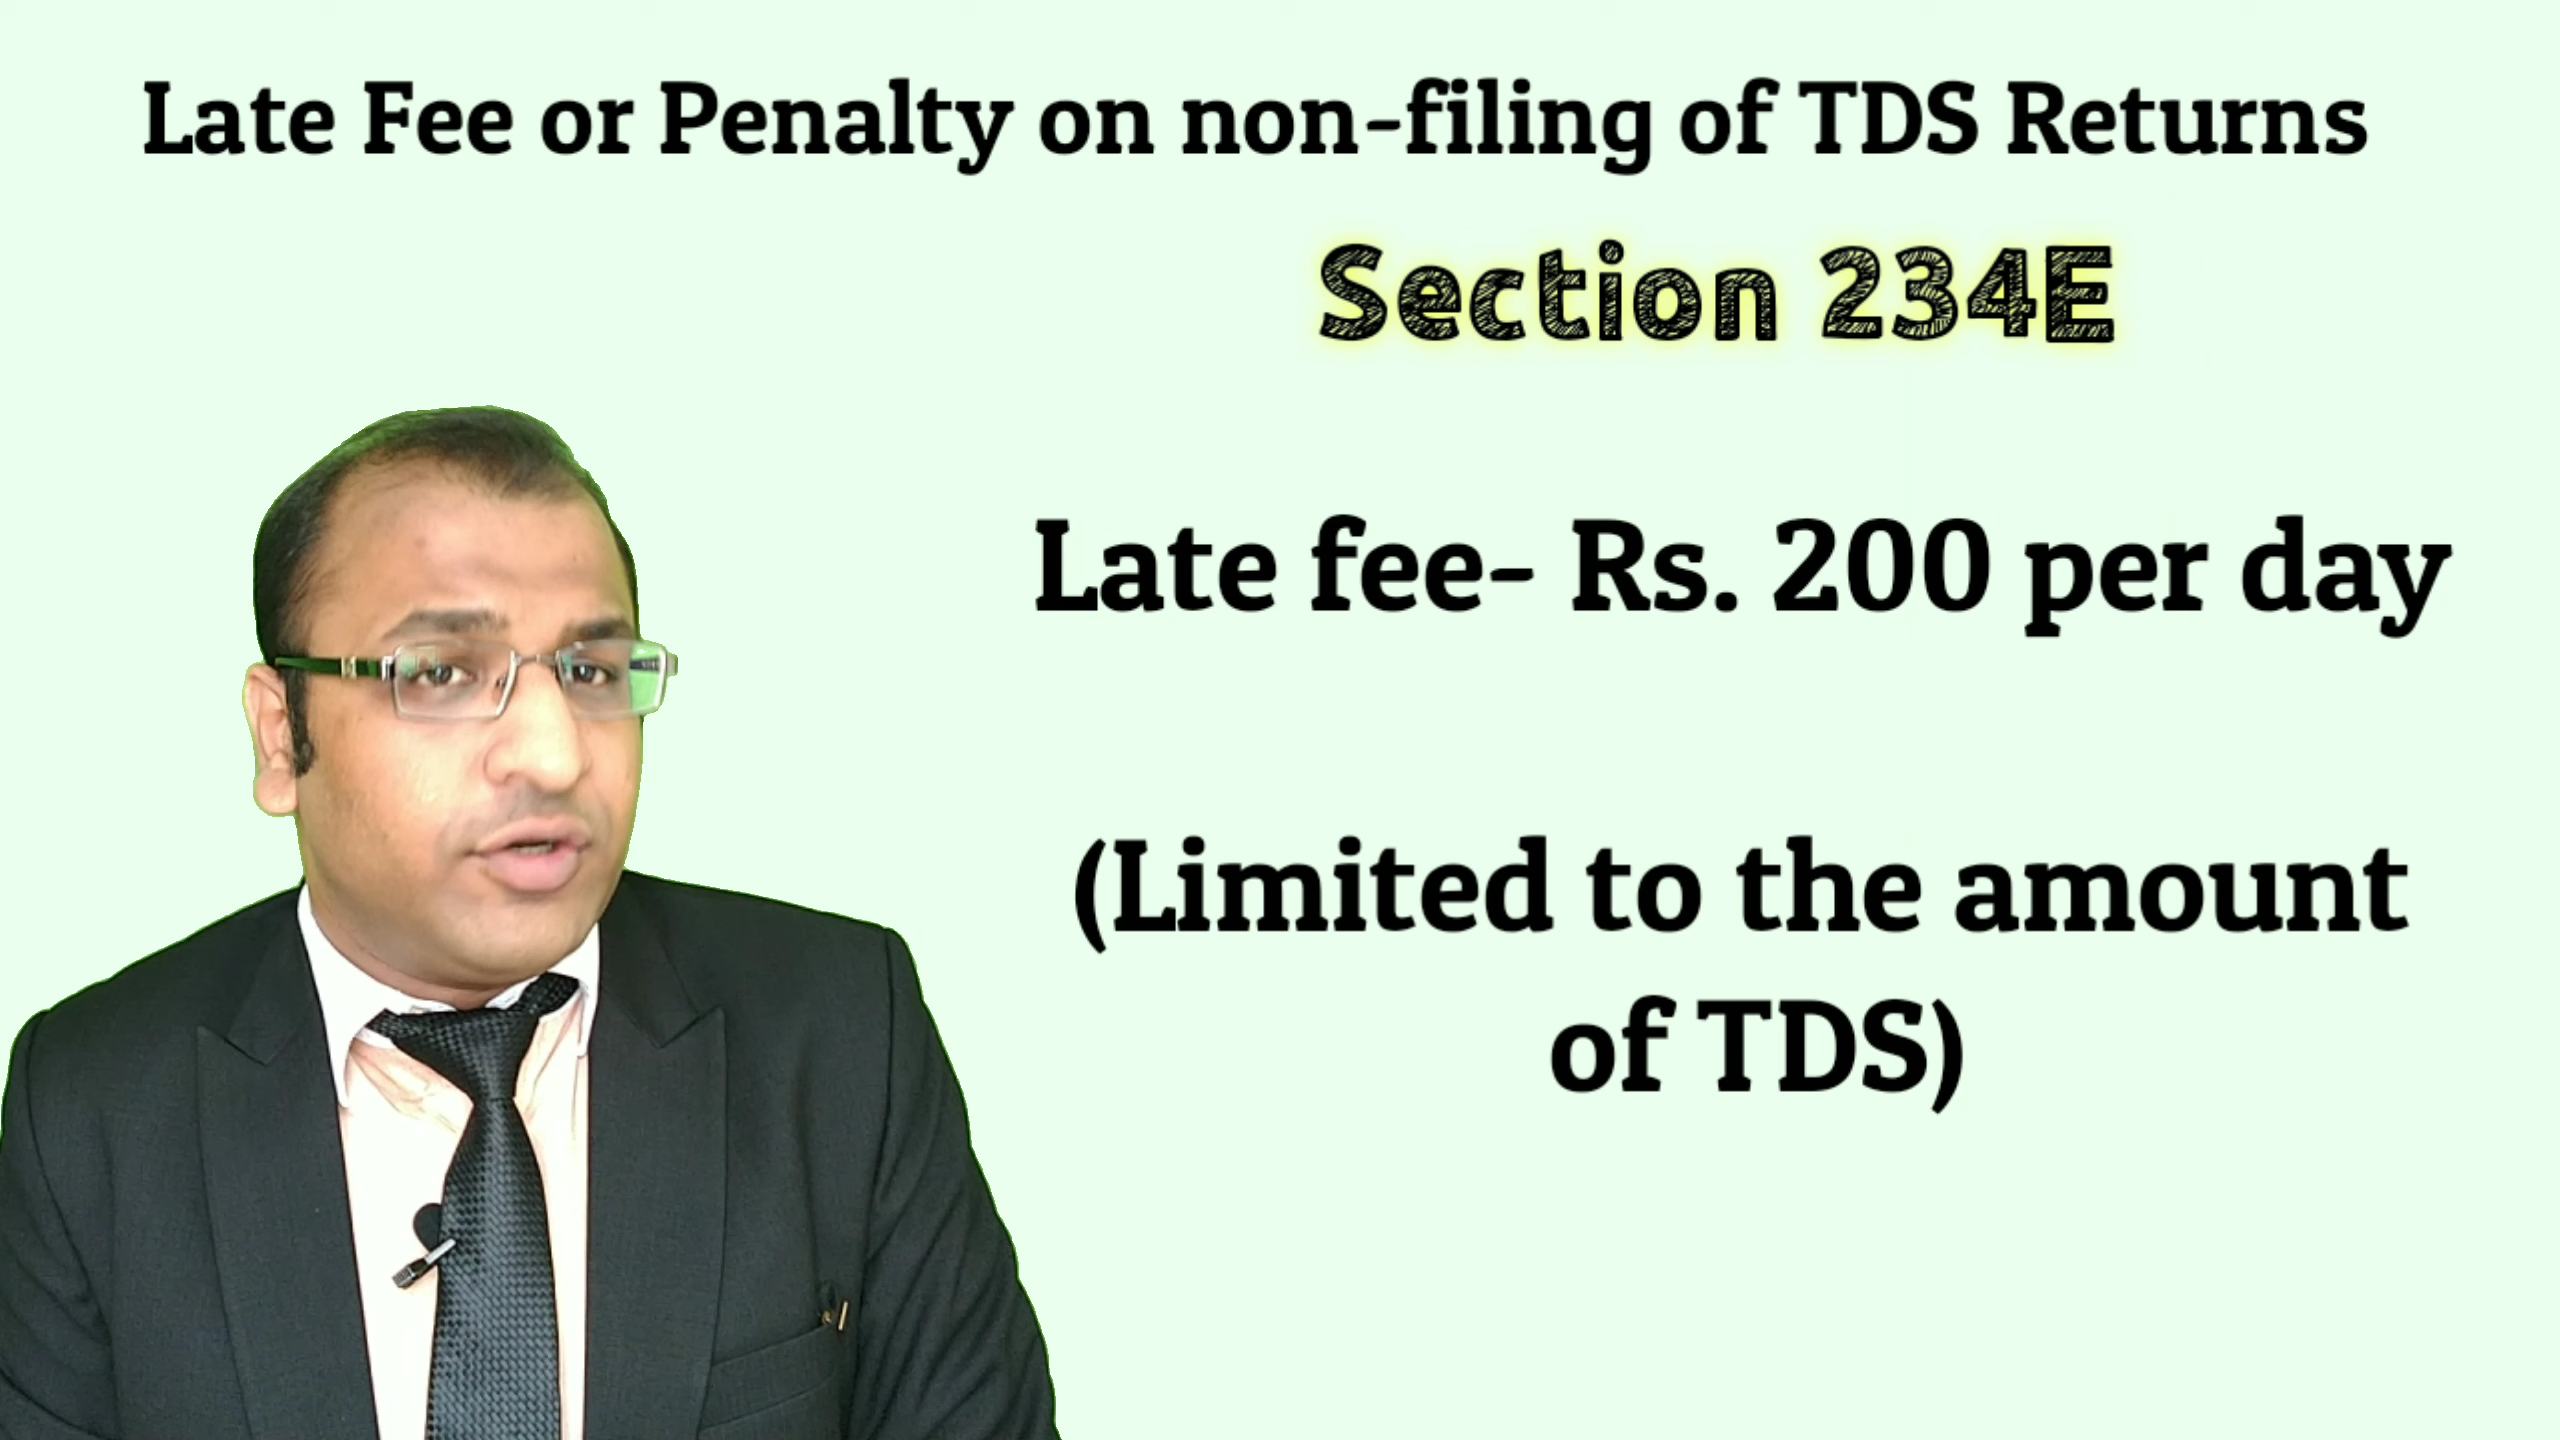 Late Fee or Penalty on non-filing of TDS Returns
Section 234E
Late fee- Rs. 200 per day
(Limited to the amount
of TDS)